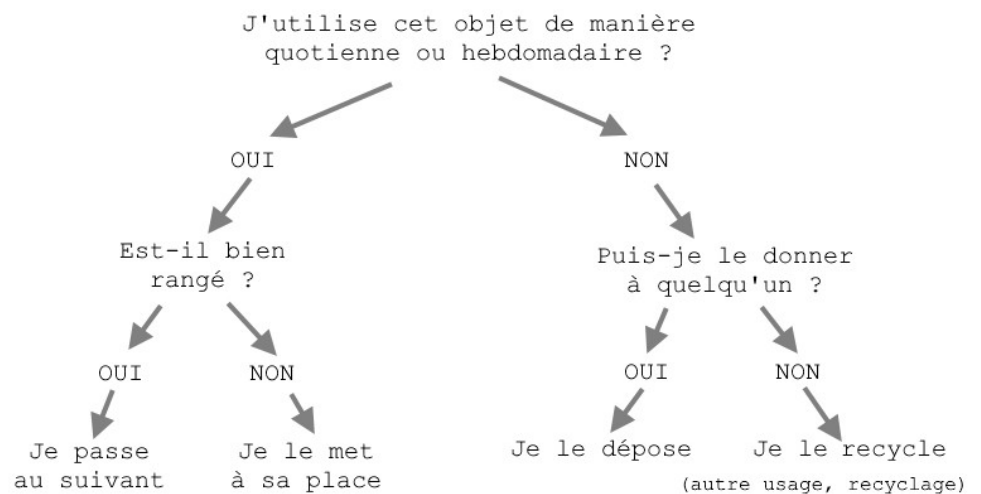 J'utilise cet objet de manière
quotienne ou hebdomadaire ?
OUI
NON
Est-il bien
rangé ?
Puis-je le donner
à quelqu'un ?
OUI
NON
OUI
NON
Je passe
au suivant
Je le met
à sa place
Je le dépose
Je le recycle
(autre usage, recyclage)